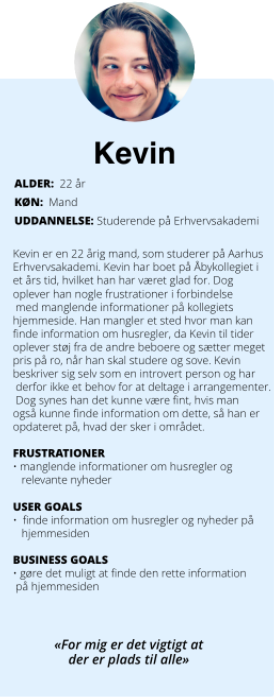 Kevin
ALDER: 22 år
KØN: Mand
UDDANNELSE: Studerende på Erhvervsakademi
Kevin er en 22 årig mand, som studerer på Aarhus
Erhvervsakademi. Kevin har boet på Åbykollegiet i
et års tid, hvilket han har været glad for. Dog
oplever han nogle frustrationer i forbindelse
med manglende informationer på kollegiets
hjemmeside. Han mangler et sted hvor man kan
finde information om husregler, da Kevin til tider
oplever støj fra de andre beboere og sætter meget
pris på ro, når han skal studere og sove. Kevin
beskriver sig selv som en introvert person og har
derfor ikke et behov for at deltage i arrangementer.
Dog synes han det kunne være fint, hvis man
også kunne finde information om dette, så han er
opdateret på, hvad der sker i området.
FRUSTRATIONER
• manglende informationer om husregler og
relevante nyheder
USER GOALS
• finde information om husregler og nyheder på
hjemmesiden
BUSINESS GOALS
• gøre det muligt at finde den rette information
på hjemmesiden
«For mig er det vigtigt at
der er plads til alle»